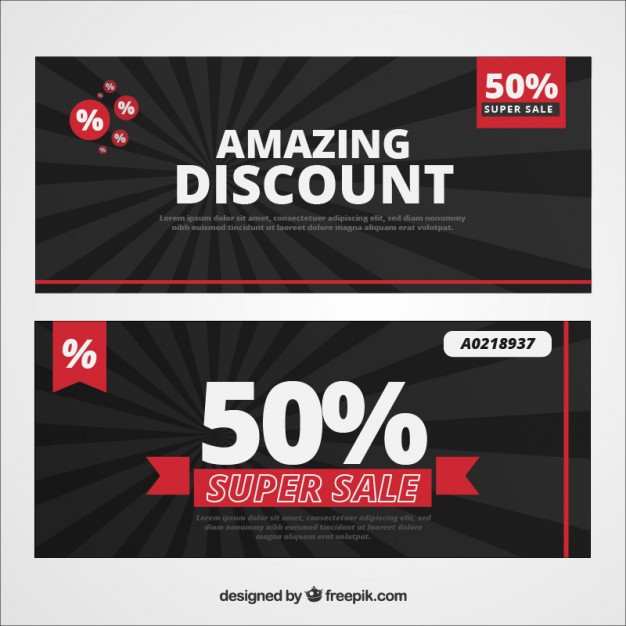 %
%
%
%
%
%
50%
SUPER SALE
AMAZING
DISCOUNT
Lorem ipsum dolor sit amet, consectetuer adipiscing elit, sed diam nonummy
nibh euismod tincidunt ut laoreet dolore magna aliquam erat volutpat.
%
A0218937
50%
SUPER SALE
Lorem ipsum dolor sit amet, consectetuer adipiscing elit, sed
diam nonummy nibh euismod tincidunt ut laoreet dolore
magna aliquam erat volutpat.
designed by freepik.com